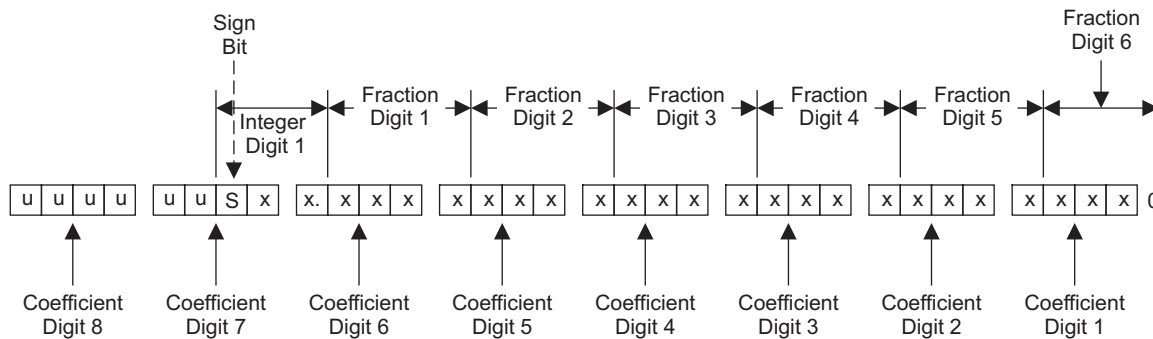 Sign
Bit
Fraction
Digit 6
Integer
Digit 1
Fraction
Digit 1
Fraction
Digit 2
Fraction
Digit 3
Fraction
Digit 4
Fraction
Digit 5
u u u u u u S x x. x x x x x x x x x x x x x x x x x x x x x x x 0
Coefficient
Digit 8
Coefficient
Digit 7
Coefficient
Digit 6
Coefficient
Digit 5
Coefficient
Digit 4
Coefficient
Digit 3
Coefficient
Digit 2
Coefficient
Digit 1